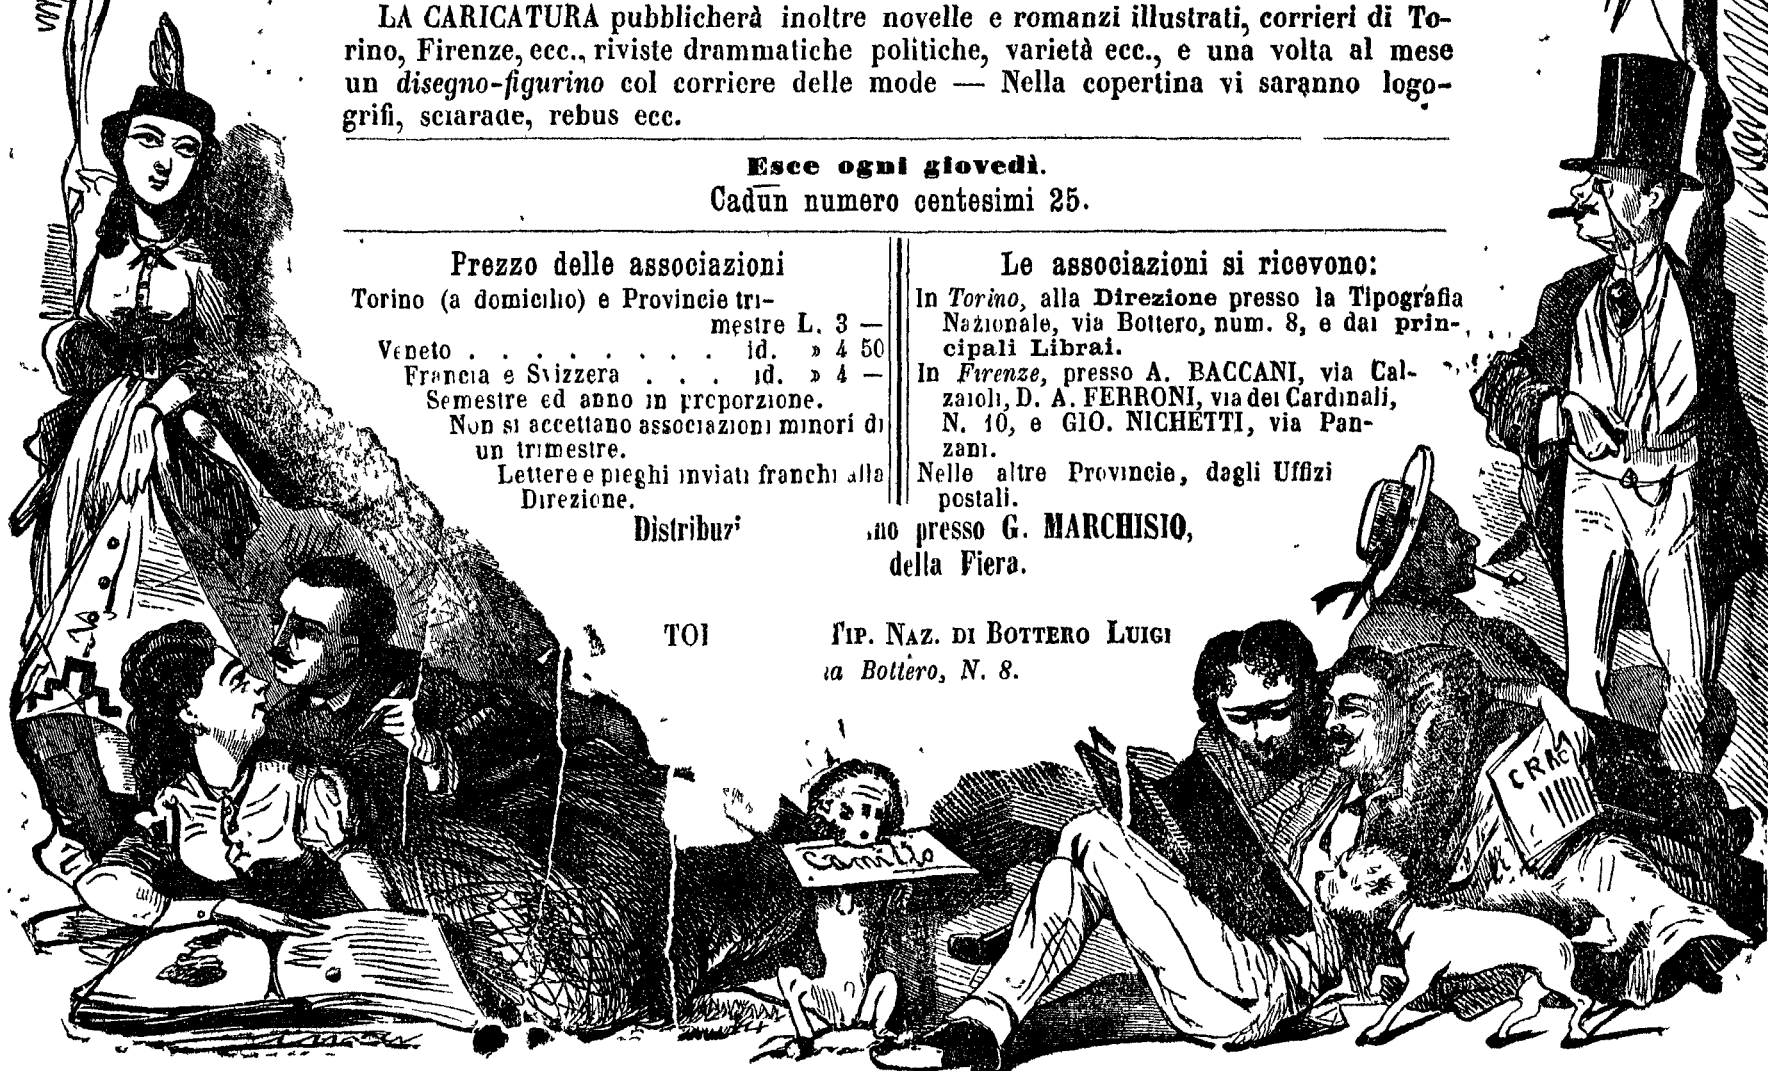 LA CARICATURA pubblicherà inoltre novelle e romanzi illustrati, corrieri di To-
rino, Firenze, ecc., riviste drammatiche politiche, varietà ecc., e una volta al mese
un disegno-figurino col corriere delle mode — Nella copertina vi saranno logo-
grifi, sciarade, rebus ecc.
Esce ogni giovedì.
Cadun numero centesimi 25.
Prezzo delle associazioni
Torino (a domicilio) e Provincie tri-
mestre L. 3 —
Veneto . . . . . . . . id. » 4 50
Francia e Svizzera . . . id. » 4 —
Semestre ed anno in proporzione.
Non si accettano associazioni minori di
un trimestre.
Lettere e pieghi inviati franchi alla
Direzione.
Le associazioni si ricevono:
In Torino, alla Direzione presso la Tipografia
Nazionale, via Bottero, num. 8, e dai prin-
cipali Librai.
In Firenze, presso A. BACCANI, via Cal-
zaioli, D. A. FERRONI, via dei Cardinali,
N. 10, e GIO. NICHETTI, via Pan-
zani.
Nelle altre Provincie, dagli Uffizi
postali.
presso G. MARCHISIO,
della Fiera.
TIP. NAZ. DI BOTTERO LUIGI
Bottero, N. 8.
Camillo